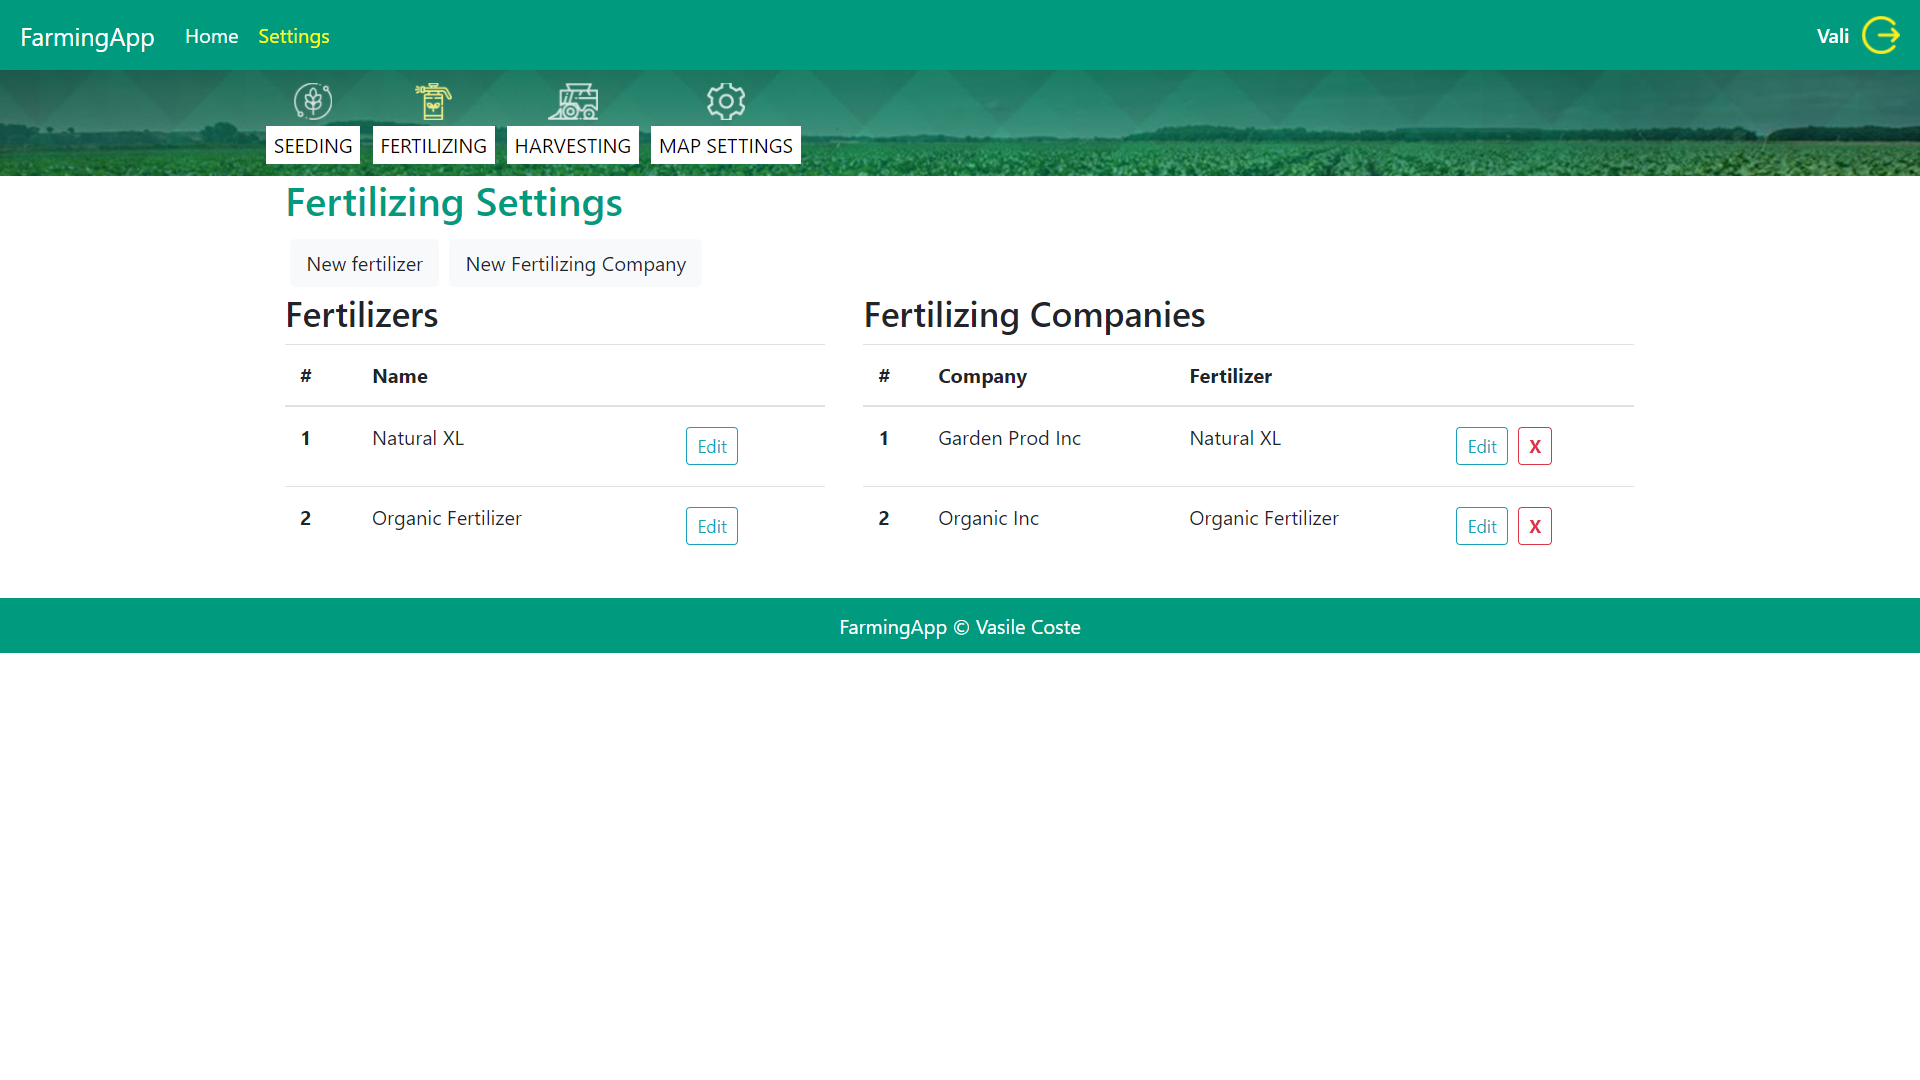 FarmingApp Home Settings Vali
SEEDING FERTILIZING HARVESTING MAP SETTINGS
Fertilizing Settings
New fertilizer New Fertilizing Company
Fertilizers
# Name
1 Natural XL Edit
2 Organic Fertilizer Edit
Fertilizing Companies
# Company Fertilizer
1 Garden Prod Inc Natural XL Edit X
2 Organic Inc Organic Fertilizer Edit X
FarmingApp © Vasile Coste